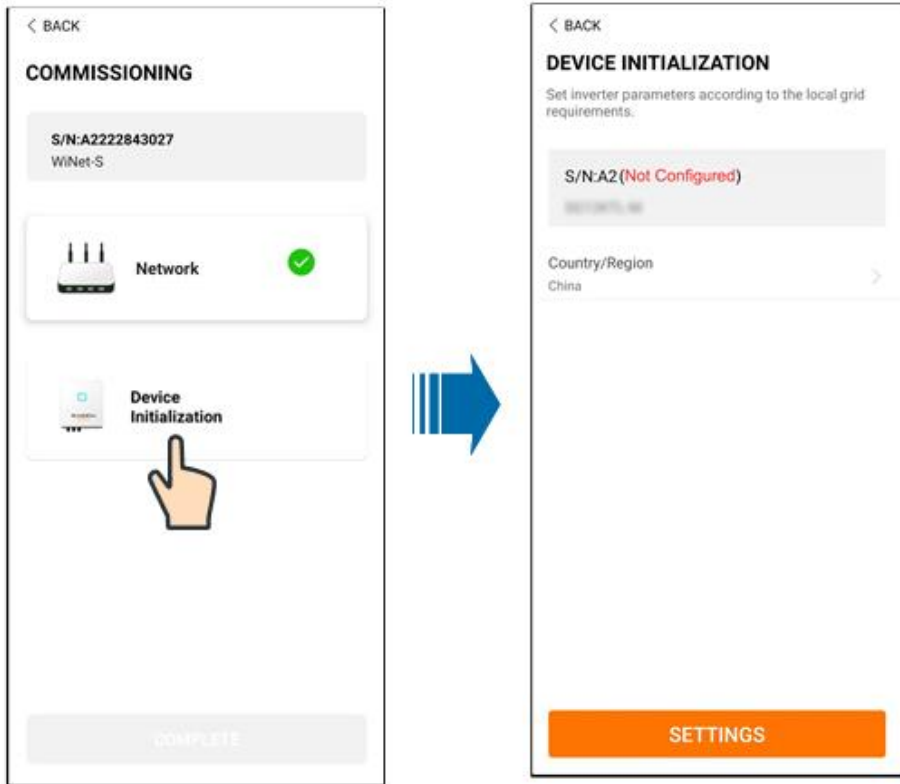 < BACK
COMMISSIONING
S/N:A2222843027
WiNet-S
Network
Device
Initialization
COMPLETE
< BACK
DEVICE INITIALIZATION
Set inverter parameters according to the local grid
requirements.
S/N:A2(Not Configured)
Country/Region
China
SETTINGS